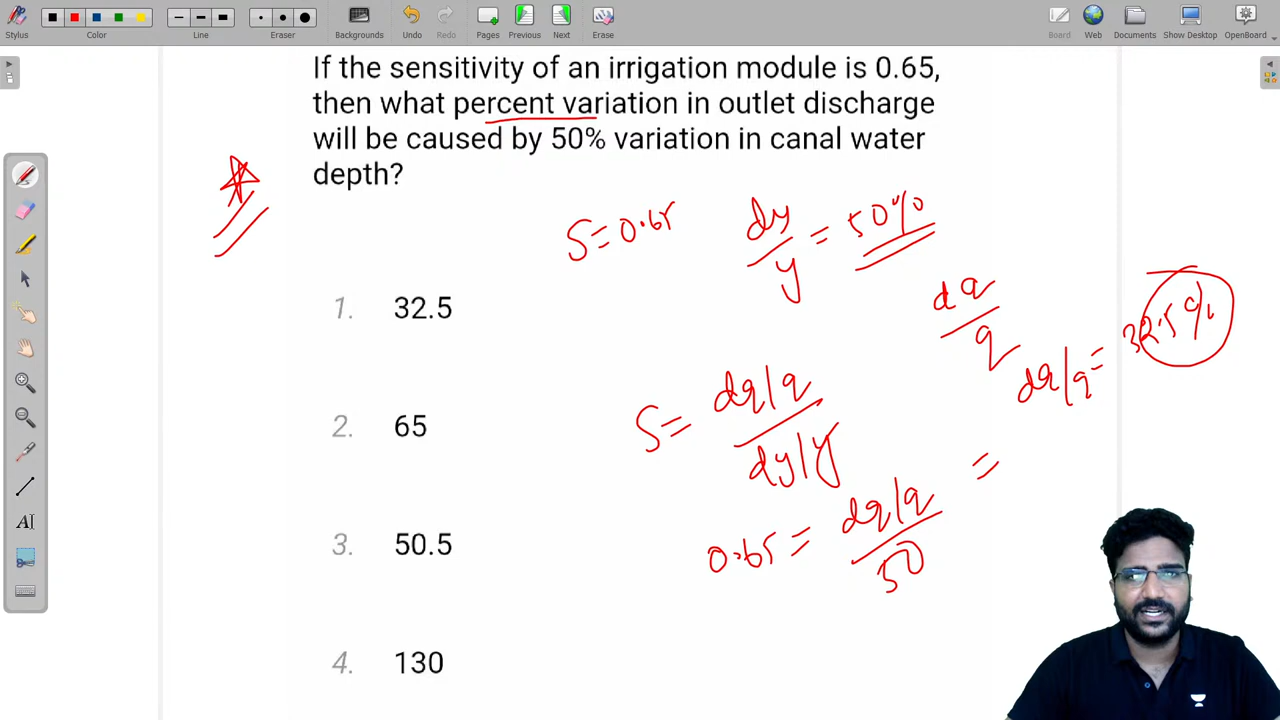 Stylus
Color
Line
Eraser
Backgrounds
Undo
Redo
Pages
Previous
Next
Erase
Board
Web
Documents
Show Desktop
OpenBoard
If the sensitivity of an irrigation module is 0.65,
then what percent variation in outlet discharge
will be caused by 50% variation in canal water
depth?
S=0.65
dy/y = 50%
dq/q
dq/q = 32.5%
1. 32.5
S= dq/q / dy/y
2. 65
=
0.65 = dq/q / 50
3. 50.5
4. 130
AI